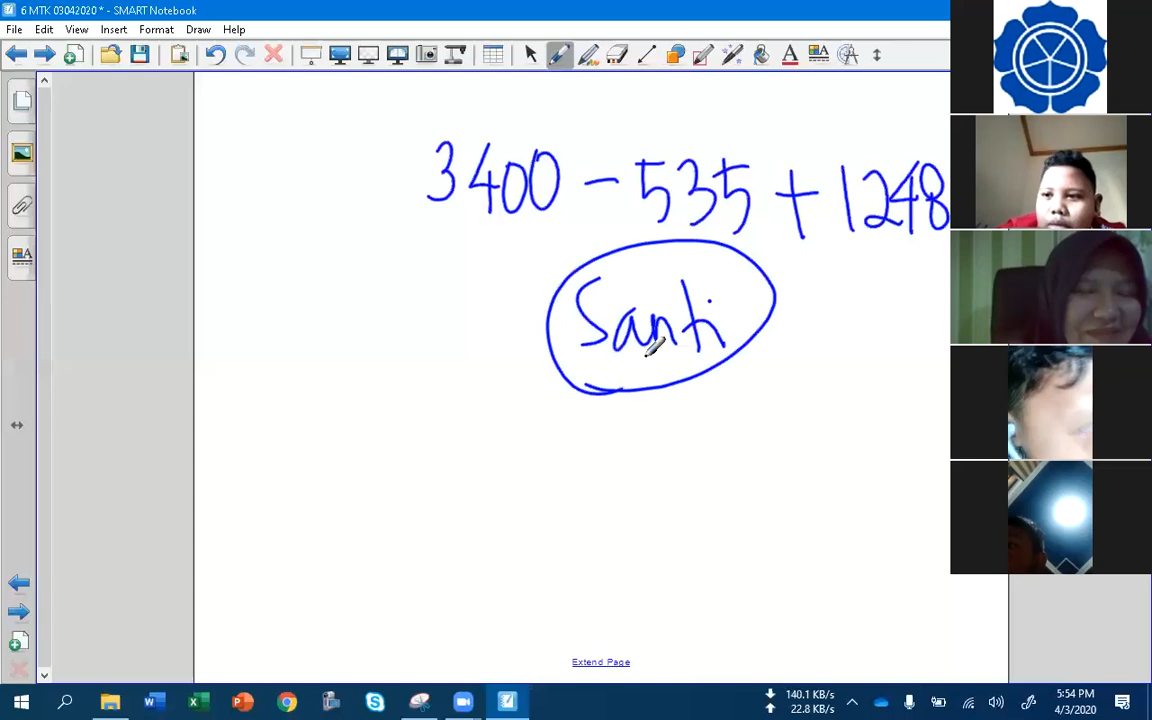 6 MTK 03042020 * - SMART Notebook
File Edit View Insert Format Draw Help
3400 - 535 + 1248
Santi
Extend Page
140.1 KB/s
22.8 KB/s
5:54 PM
4/3/2020